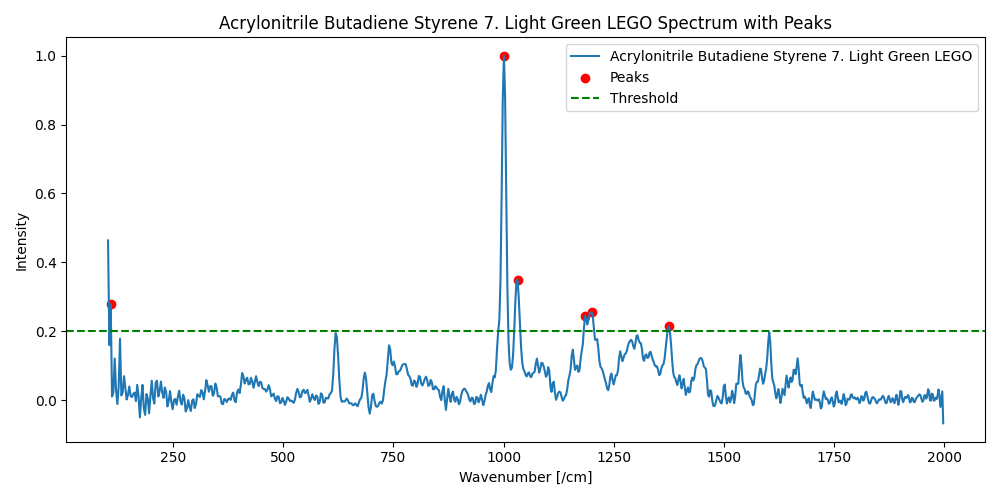 Acrylonitrile Butadiene Styrene 7. Light Green LEGO Spectrum with Peaks
Acrylonitrile Butadiene Styrene 7. Light Green LEGO
Peaks
Threshold
Intensity
1.0
0.8
0.6
0.4
0.2
0.0
250
500
750
1000
1250
1500
1750
2000
Wavenumber [/cm]